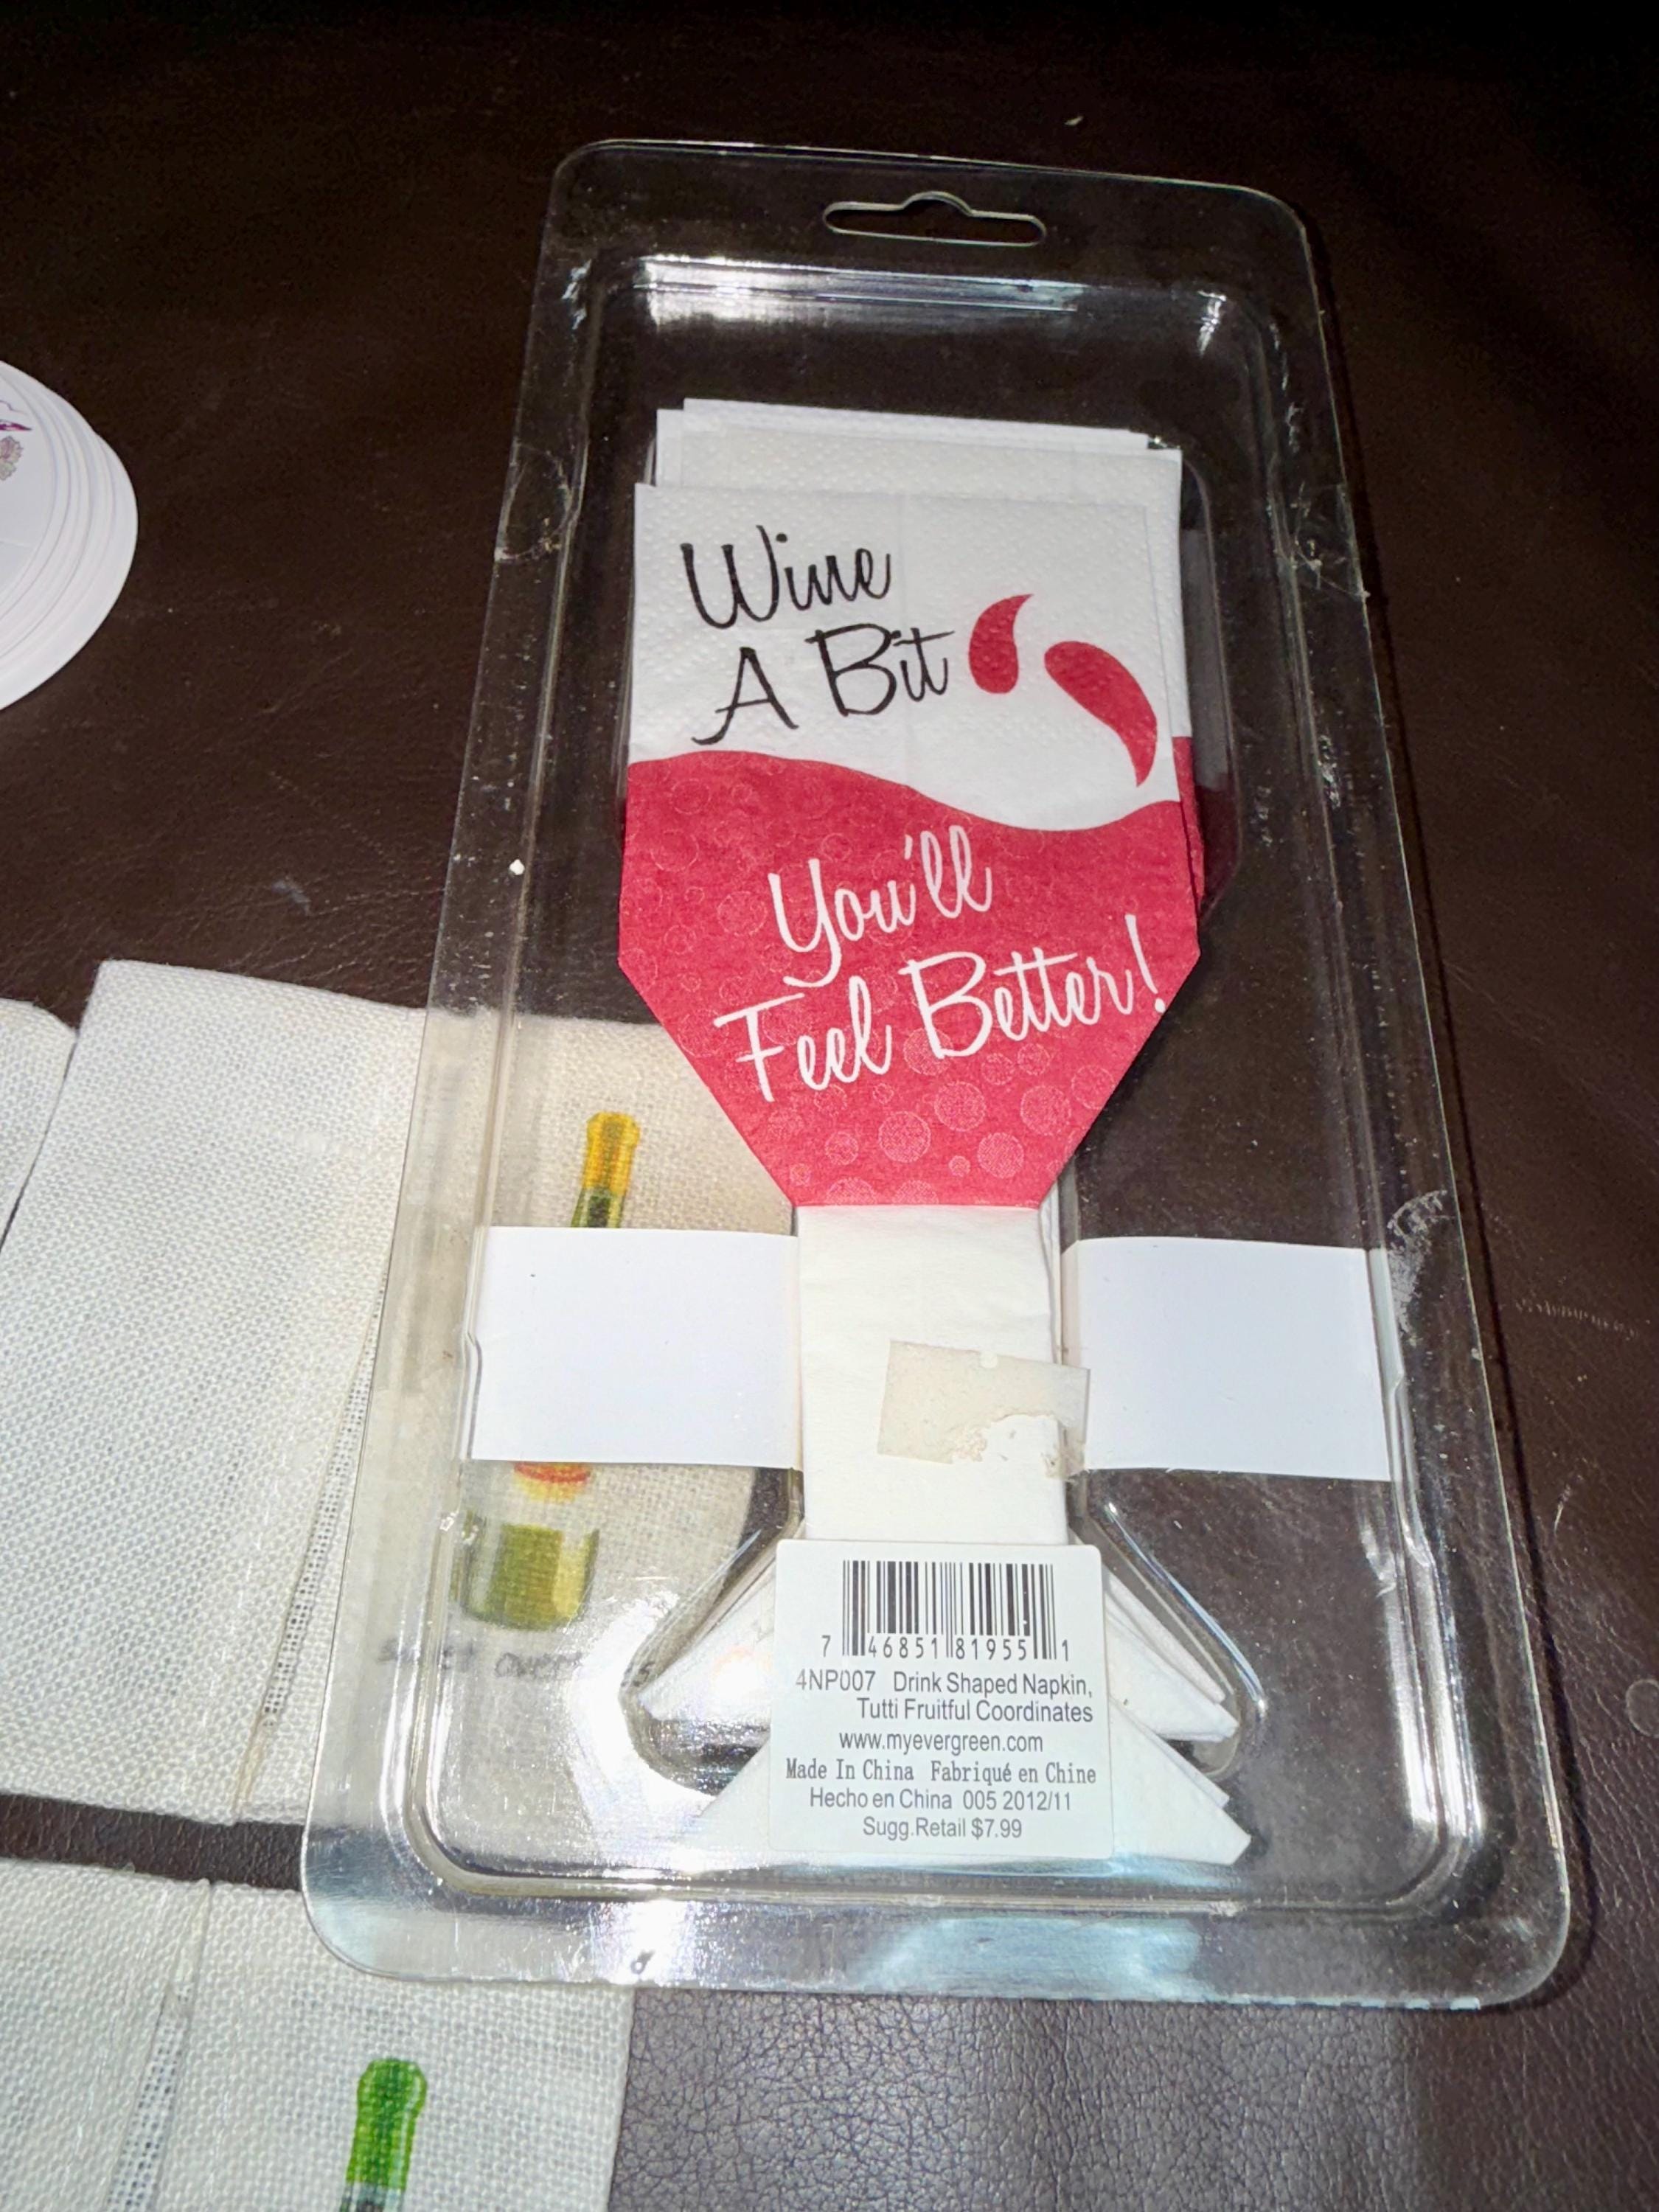 Wine
A Bit
You'll
Feel Better!
7 46851 81955 1
4NP007 Drink Shaped Napkin,
Tutti Fruitful Coordinates
www.myevergreen.com
Made In China Fabriqué en Chine
Hecho en China 005 2012/11
Sugg.Retail $7.99